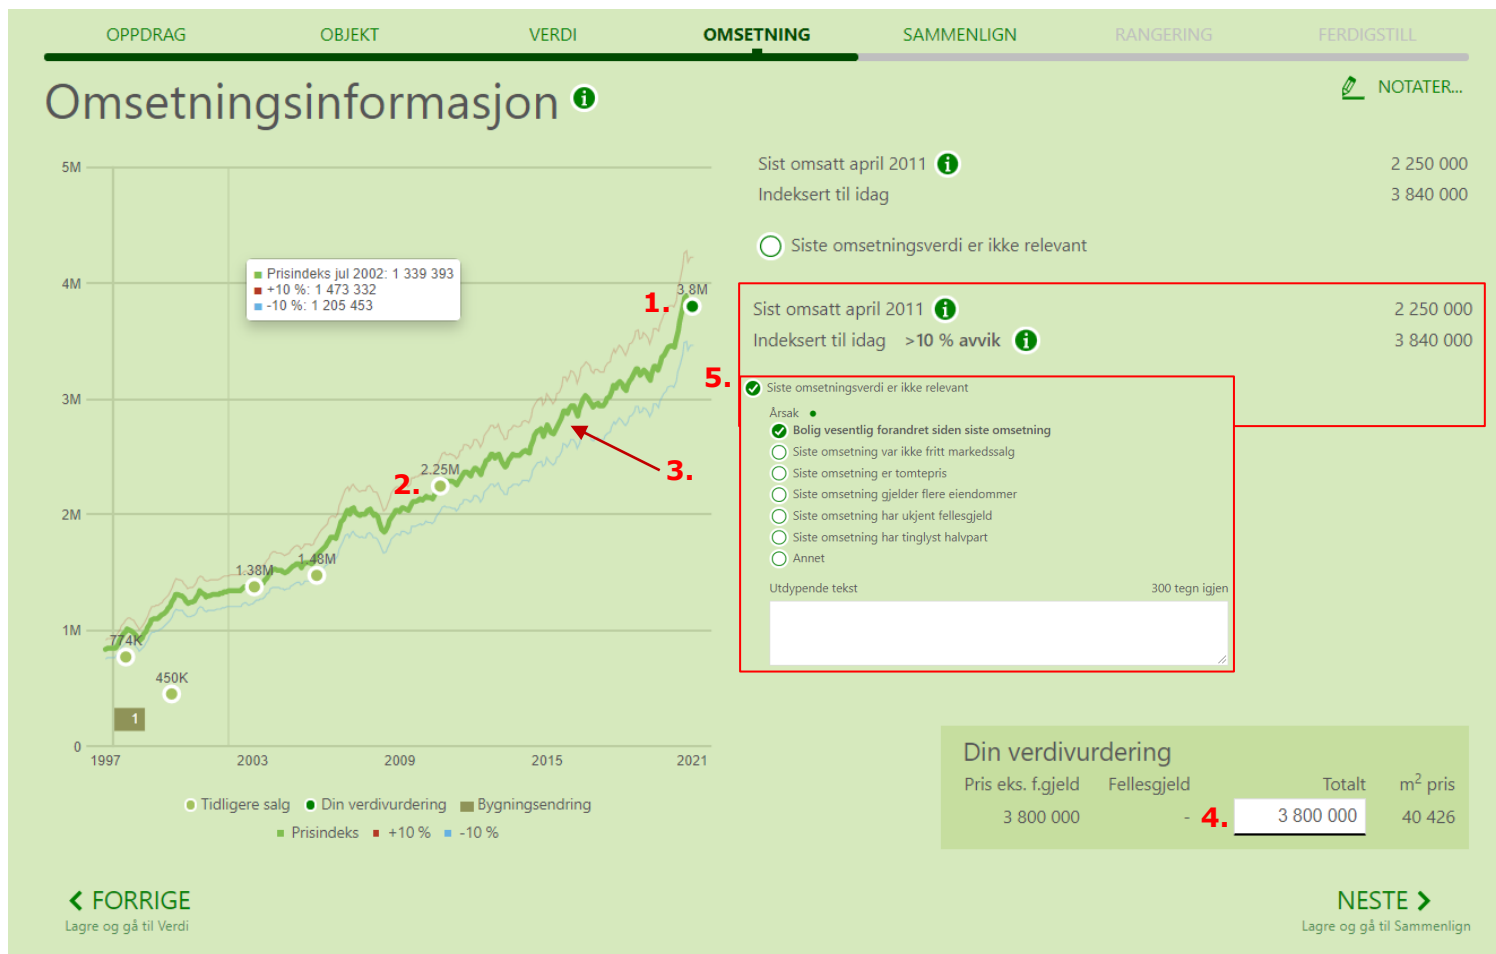 OPPDRAG
OBJEKT
VERDI
OMSETNING
SAMMENLIGN
RANGERING
FERDIGSTILL
Omsetningsinformasjon
NOTATER...
5M
4M
3M
2M
1M
0
1997
2003
2009
2015
2021
Prisindeks jul 2002: 1 339 393
+10 %: 1 473 332
-10 %: 1 205 453
3.8M
1.
2.25M
2.
3.
1.48M
1.38M
774K
450K
1
Tidligere salg
Din verdivurdering
Bygningsendring
Prisindeks
+10 %
-10 %
Sist omsatt april 2011 2 250 000
Indeksert til idag 3 840 000
Siste omsetningsverdi er ikke relevant
Sist omsatt april 2011 2 250 000
Indeksert til idag >10 % avvik 3 840 000
5.
Siste omsetningsverdi er ikke relevant
Årsak
Bolig vesentlig forandret siden siste omsetning
Siste omsetning var ikke fritt markedssalg
Siste omsetning er tomtepris
Siste omsetning gjelder flere eiendommer
Siste omsetning har ukjent fellesgjeld
Siste omsetning har tinglyst halvpart
Annet
Utdypende tekst 300 tegn igjen
Din verdivurdering
Pris eks. f.gjeld Fellesgjeld Totalt m² pris
3 800 000 - 4. 3 800 000 40 426
FORRIGE
Lagre og gå til Verdi
NESTE
Lagre og gå til Sammenlign